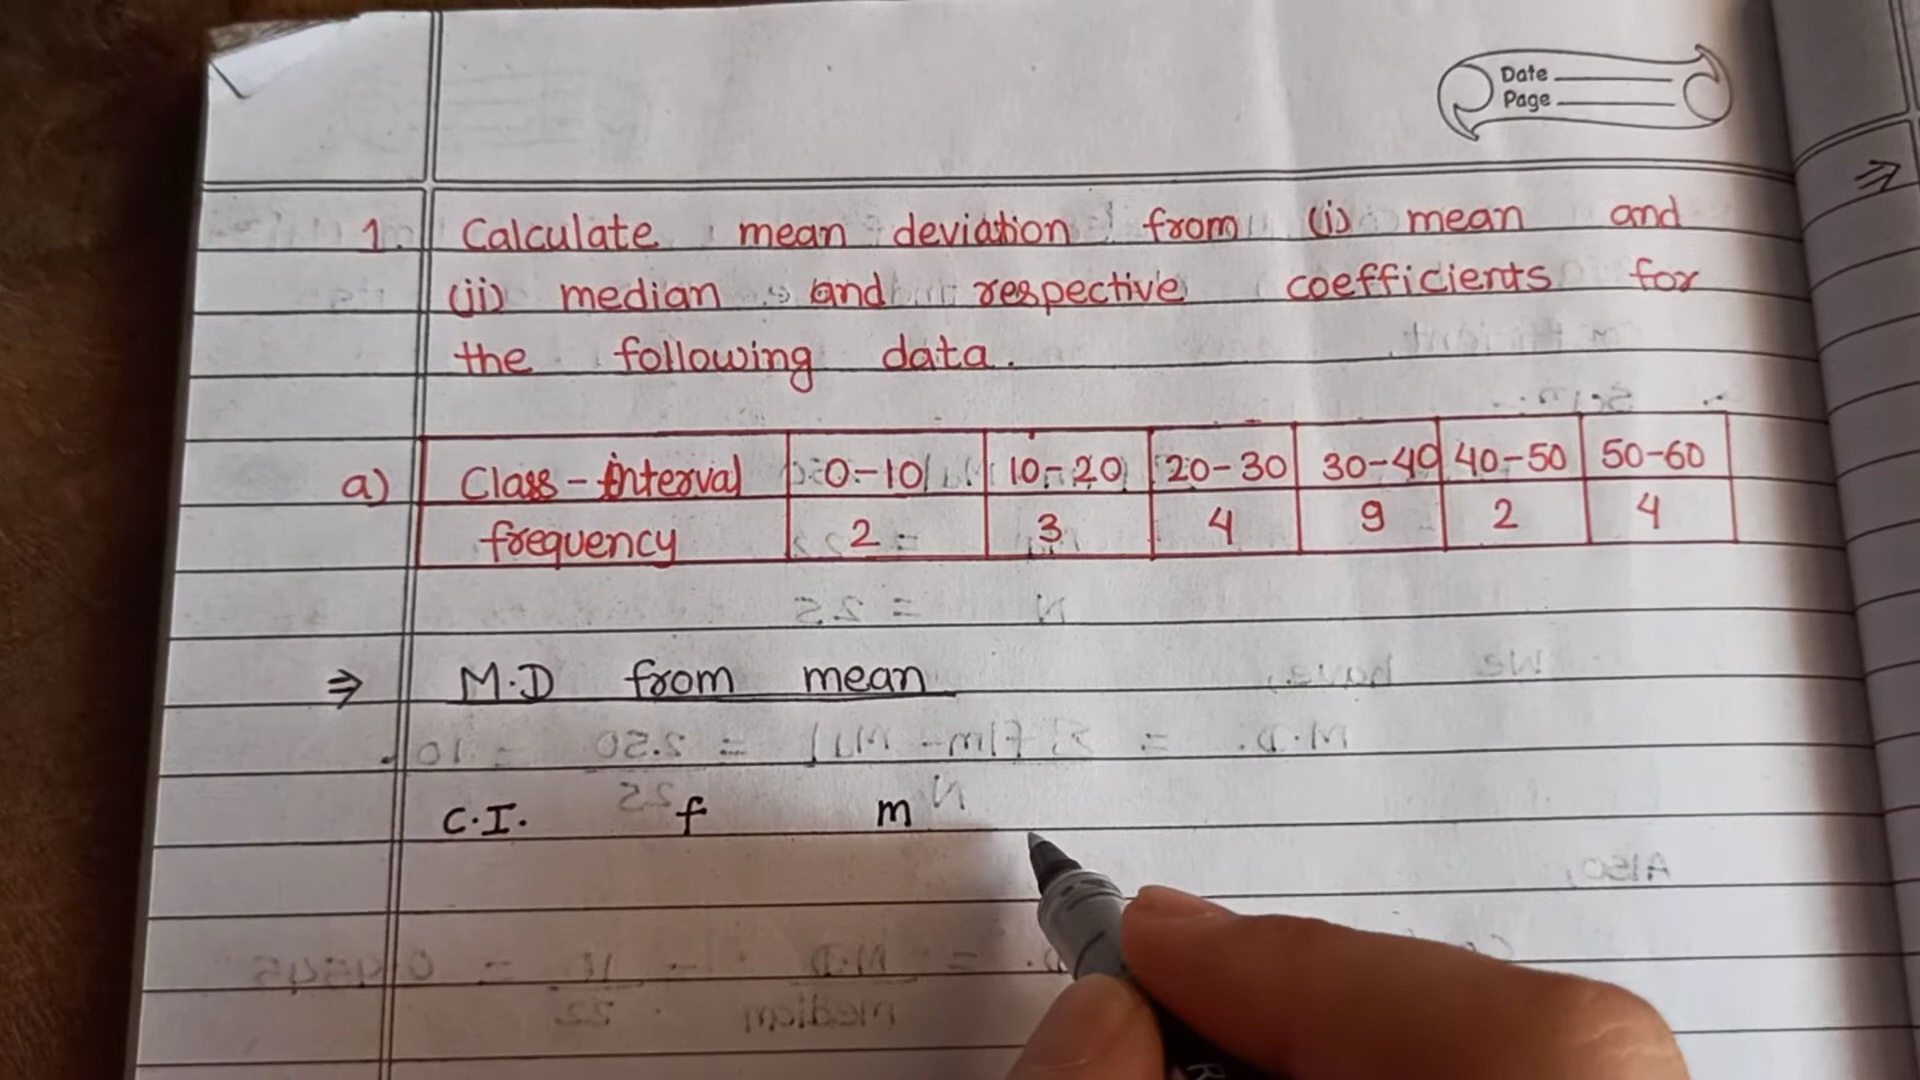 Date
Page
1. Calculate mean deviation from (i) mean and
(ii) median and respective coefficients for
the following data.
a) Class-interval 0-10 10-20 20-30 30-40 40-50 50-60
frequency 2 3 4 9 2 4
⇒ M.D from mean
C.I. f m